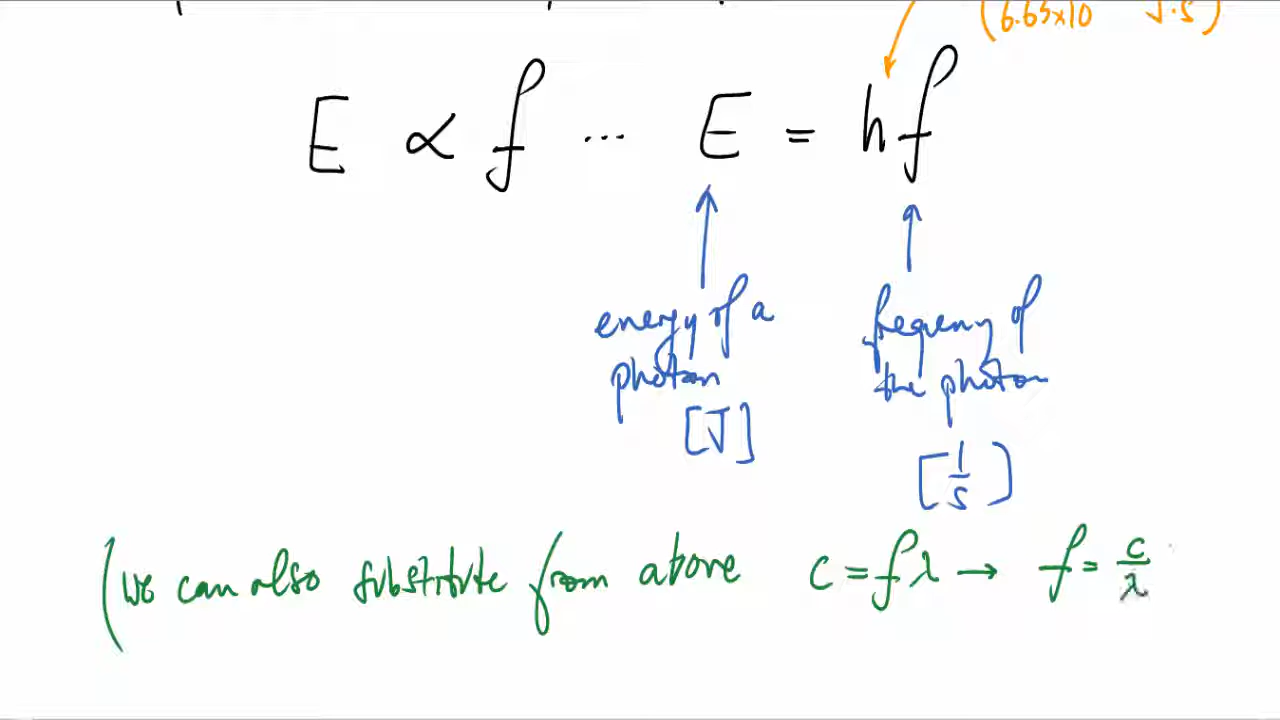 (6.63x10 J·S)
E ∝ f ... E = hf
energy of a
photon
[J]
frequency of
the photon
[1/s]
(we can also substitute from above c = fλ → f = c/λ